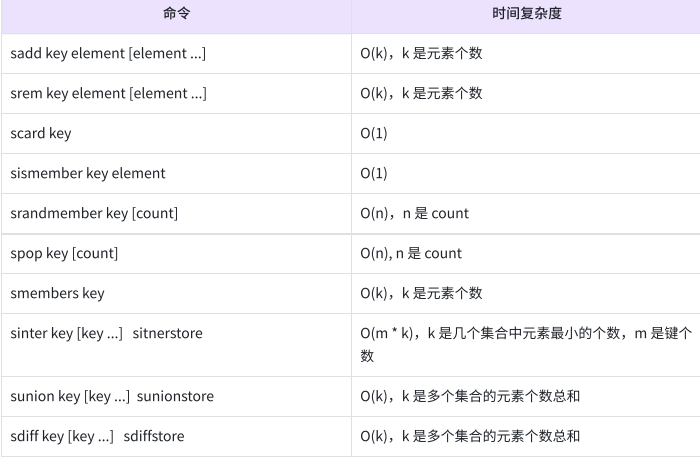 命令 时间复杂度
sadd key element [element ...] O(k)，k 是元素个数
srem key element [element ...] O(k)，k 是元素个数
scard key O(1)
sismember key element O(1)
srandmember key [count] O(n)，n 是 count
spop key [count] O(n), n 是 count
smembers key O(k)，k 是元素个数
sinter key [key ...] sitnerstore O(m * k)，k 是几个集合中元素最小的个数，m 是键个
数
sunion key [key ...] sunionstore O(k)，k 是多个集合的元素个数总和
sdiff key [key ...] sdiffstore O(k)，k 是多个集合的元素个数总和